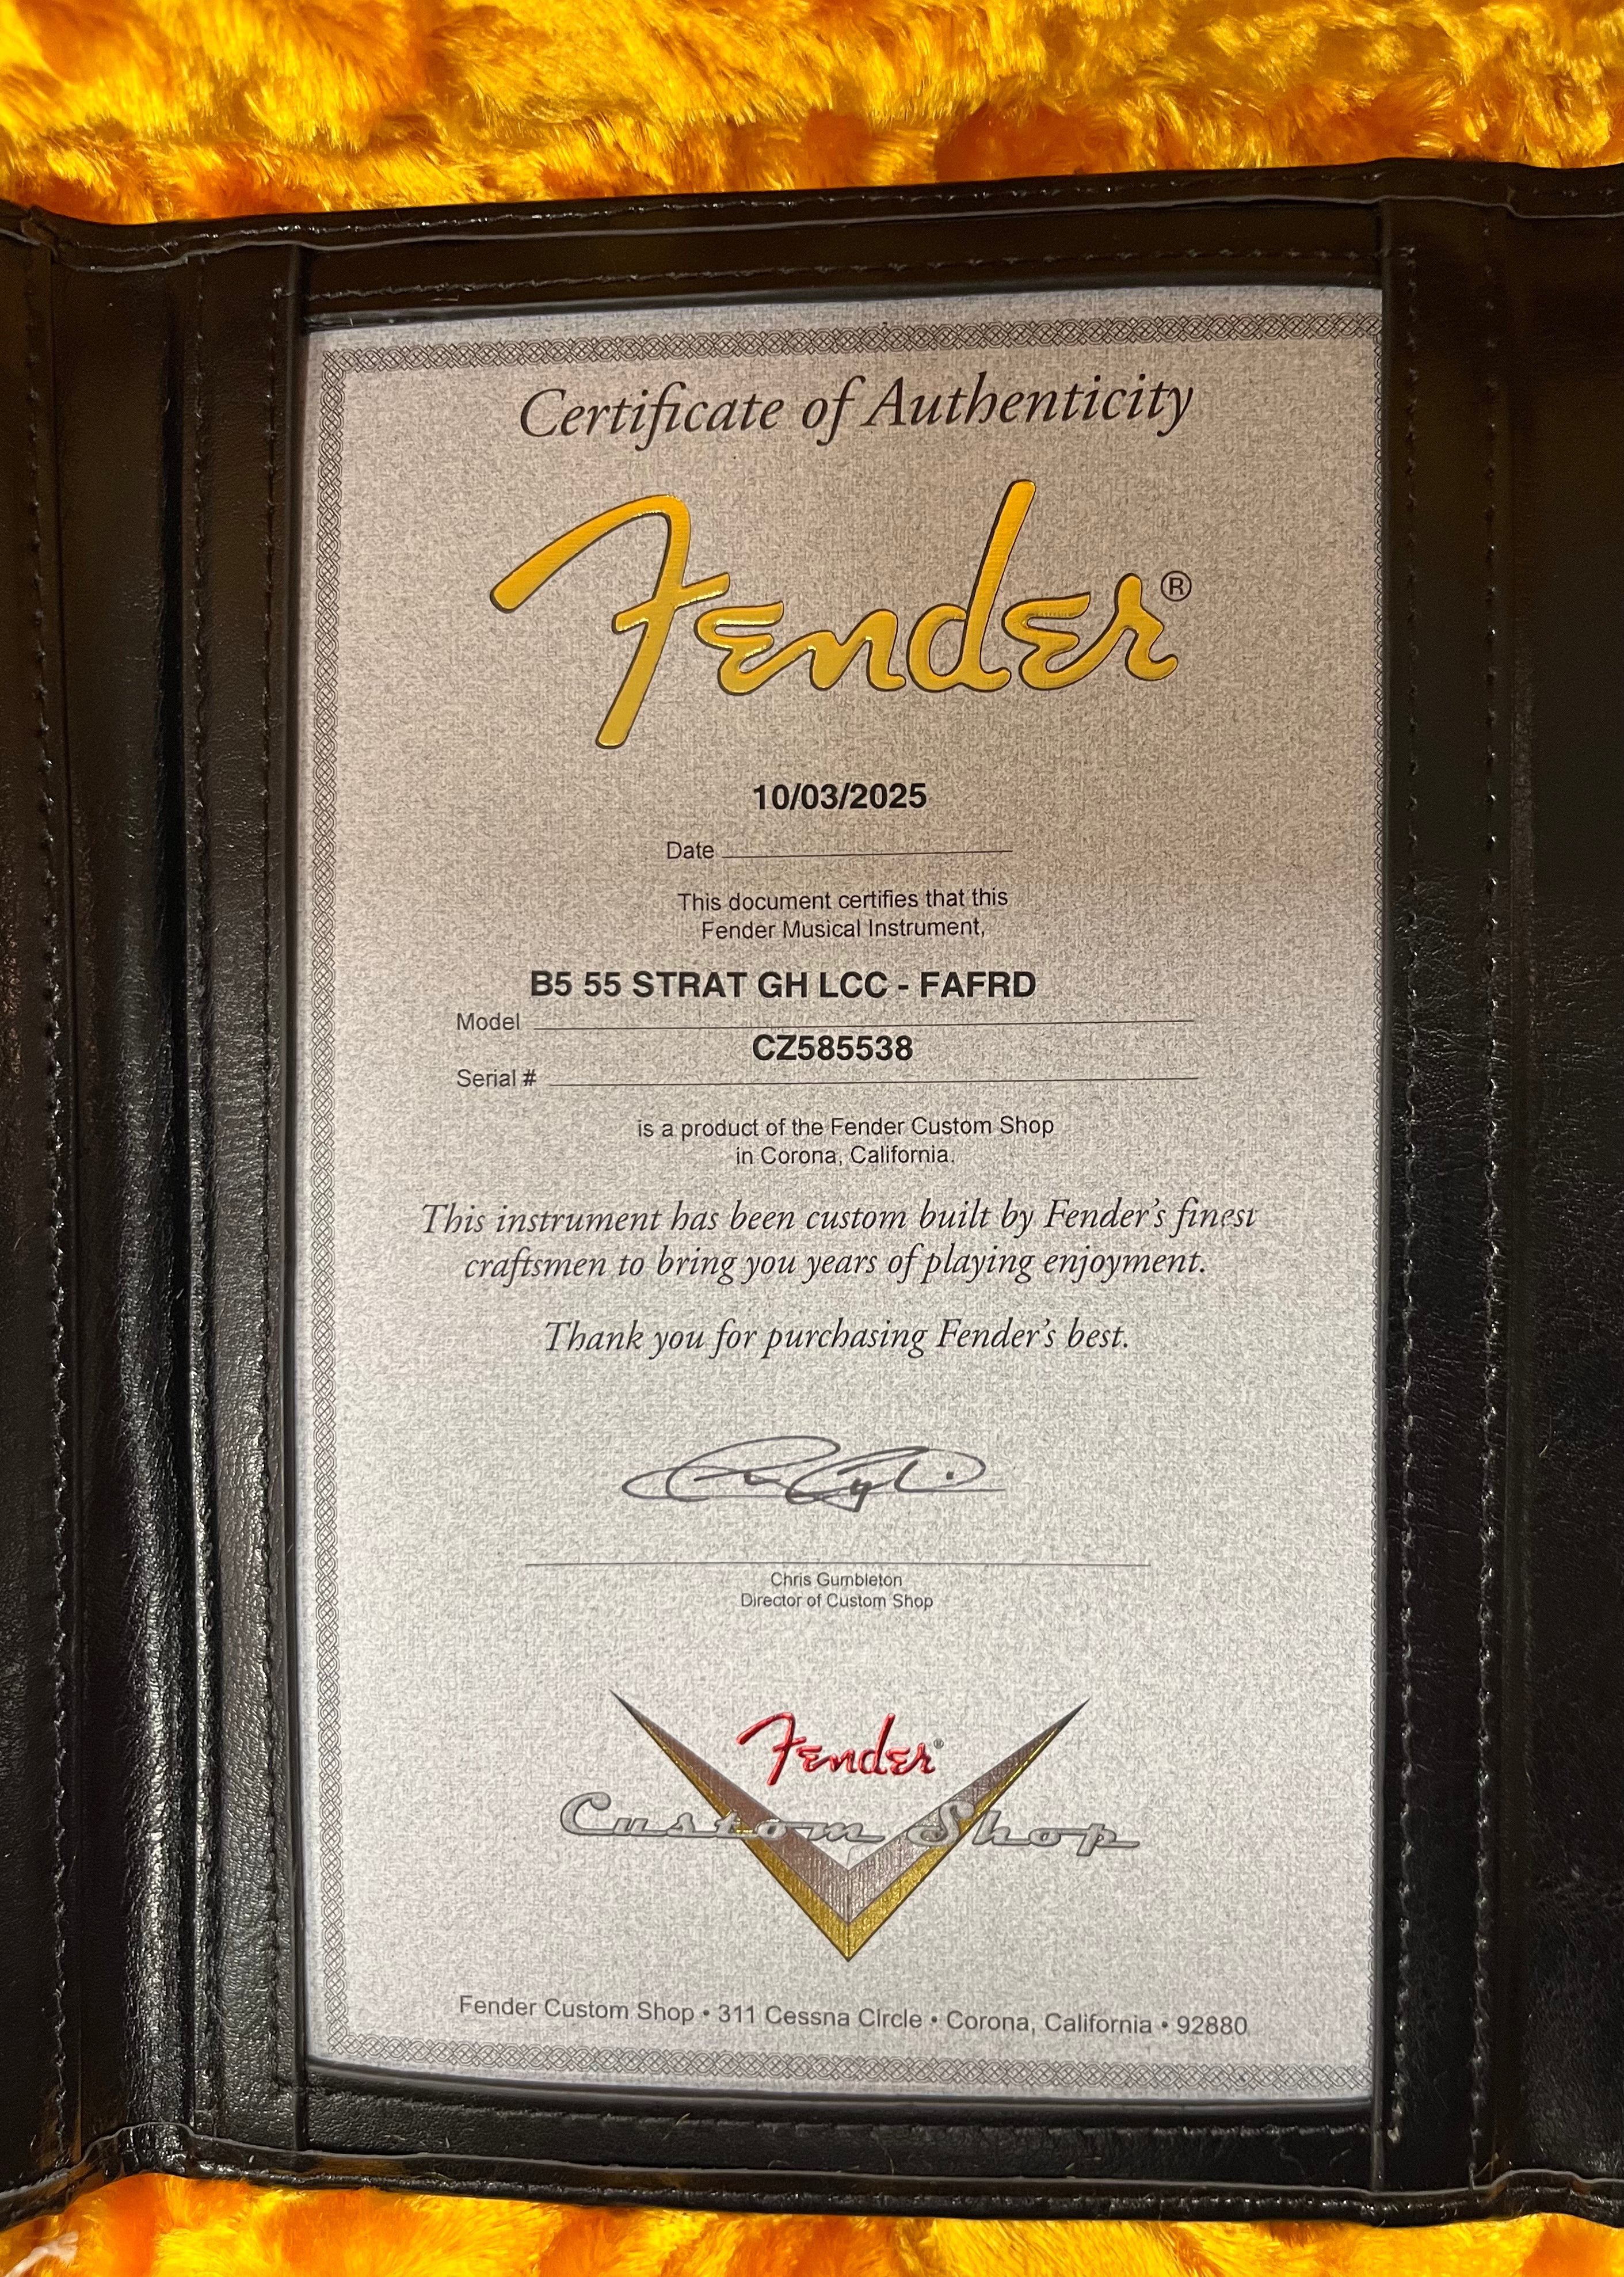 Certificate of Authenticity
Fender®
10/03/2025
Date
This document certifies that this
Fender Musical Instrument,
B5 55 STRAT GH LCC - FAFRD
Model
CZ585538
Serial #
is a product of the Fender Custom Shop
in Corona, California.
This instrument has been custom built by Fender's finest
craftsmen to bring you years of playing enjoyment.
Thank you for purchasing Fender's best.
Chris Gumbleton
Director of Custom Shop
Fender®
Custom Shop
Fender Custom Shop • 311 Cessna Circle • Corona, California • 92880